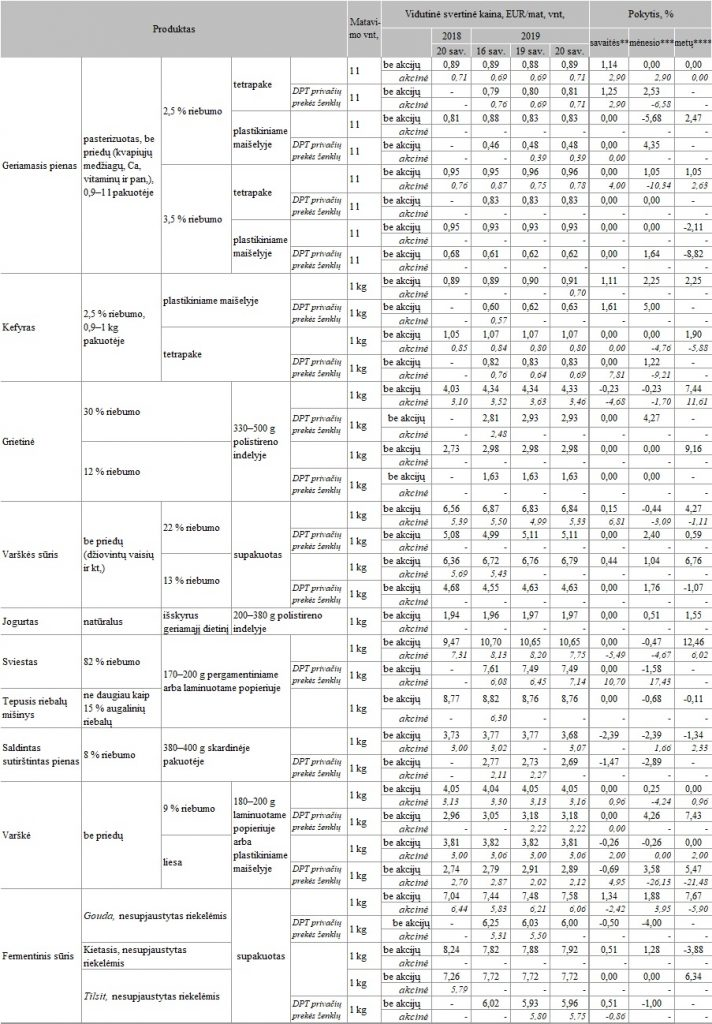 Produktas Matavi- Vidutinė svertinė kaina, EUR/mat, vnt, Pokytis, %
mo vnt, 2018 2019 savaitės** mėnesio*** metų****
20 sav. 16 sav. 19 sav. 20 sav.
Geriamasis pienas pasterizuotas, be priedų (kvapiųjų medžiagų, Ca, vitaminų ir pan,), 0,9–1 l pakuotėje 2,5 % riebumo tetrapake 1 l be akcijų 0,89 0,89 0,88 0,89 1,14 0,00 0,00
akcinė 0,71 0,69 0,69 0,71 2,90 2,90 0,00
DPT privačių prekės ženklų 1 l be akcijų - 0,79 0,80 0,81 1,25 2,53 -
akcinė - 0,76 0,69 0,71 2,90 -6,58 -
plastikiniame maišelyje 1 l be akcijų 0,81 0,88 0,83 0,83 0,00 -5,68 2,47
akcinė - - - - - - -
DPT privačių prekės ženklų 1 l be akcijų - 0,46 0,48 0,48 0,00 4,35 -
akcinė - - 0,39 0,39 0,00 - -
3,5 % riebumo tetrapake 1 l be akcijų 0,95 0,95 0,96 0,96 0,00 1,05 1,05
akcinė 0,76 0,87 0,75 0,78 4,00 -10,34 2,63
DPT privačių prekės ženklų 1 l be akcijų - 0,83 0,83 0,83 0,00 0,00 -
akcinė - - - - - - -
plastikiniame maišelyje 1 l be akcijų 0,95 0,93 0,93 0,93 0,00 0,00 -2,11
akcinė - - - - - - -
DPT privačių prekės ženklų 1 l be akcijų 0,68 0,61 0,62 0,62 0,00 1,64 -8,82
akcinė - - - - - - -
Kefyras 2,5 % riebumo, 0,9–1 kg pakuotėje plastikiniame maišelyje 1 kg be akcijų 0,89 0,89 0,90 0,91 1,11 2,25 2,25
akcinė - - - 0,70 - - -
DPT privačių prekės ženklų 1 kg be akcijų - 0,60 0,62 0,63 1,61 5,00 -
akcinė - 0,57 - - - - -
tetrapake 1 kg be akcijų 1,05 1,07 1,07 1,07 0,00 0,00 1,90
akcinė 0,85 0,84 0,80 0,80 0,00 -4,76 -5,88
DPT privačių prekės ženklų 1 kg be akcijų - 0,82 0,83 0,83 0,00 1,22 -
akcinė - 0,76 0,64 0,69 7,81 -9,21 -
Grietinė 30 % riebumo 330–500 g polistireno indelyje 1 kg be akcijų 4,03 4,34 4,34 4,33 -0,23 -0,23 7,44
akcinė 3,10 3,52 3,63 3,46 -4,68 -1,70 11,61
DPT privačių prekės ženklų 1 kg be akcijų - 2,81 2,93 2,93 0,00 4,27 -
akcinė - 2,48 - - - - -
12 % riebumo 1 kg be akcijų 2,73 2,98 2,98 2,98 0,00 0,00 9,16
akcinė - - - - - - -
DPT privačių prekės ženklų 1 kg be akcijų - 1,63 1,63 1,63 0,00 0,00 -
akcinė - - - - - - -
Varškės sūris be priedų (džiovintų vaisių ir kt,) 22 % riebumo supakuotas 1 kg be akcijų 6,56 6,87 6,83 6,84 0,15 -0,44 4,27
akcinė 5,39 5,50 4,99 5,33 6,81 -3,09 -1,11
DPT privačių prekės ženklų 1 kg be akcijų 5,08 4,99 5,11 5,11 0,00 2,40 0,59
akcinė - - - - - - -
13 % riebumo 1 kg be akcijų 6,36 6,72 6,76 6,79 0,44 1,04 6,76
akcinė 5,69 5,43 - - - - -
DPT privačių prekės ženklų 1 kg be akcijų 4,68 4,55 4,63 4,63 0,00 1,76 -1,07
akcinė - - - - - - -
Jogurtas natūralus išskyrus geriamąjį dietinį 200–380 g polistireno indelyje 1 kg be akcijų 1,94 1,96 1,97 1,97 0,00 0,51 1,55
akcinė - - - - - - -
Sviestas 82 % riebumo 170–200 g pergamentiniame arba laminuotame popieriuje 1 kg be akcijų 9,47 10,70 10,65 10,65 0,00 -0,47 12,46
akcinė 7,31 8,13 8,20 7,75 -5,49 -4,67 6,02
DPT privačių prekės ženklų 1 kg be akcijų - 7,61 7,49 7,49 0,00 -1,58 -
akcinė - 6,08 6,45 7,14 10,70 17,43 -
Tepusis riebalų mišinys ne daugiau kaip 15 % augalinių riebalų 1 kg be akcijų 8,77 8,82 8,76 8,76 0,00 -0,68 -0,11
akcinė - 6,30 - - - - -
Saldintas sutirštintas pienas 8 % riebumo 380–400 g skardinėje pakuotėje 1 kg be akcijų 3,73 3,77 3,77 3,68 -2,39 -2,39 -1,34
akcinė 3,00 3,02 - 3,07 - 1,66 2,33
DPT privačių prekės ženklų 1 kg be akcijų - 2,77 2,73 2,69 -1,47 -2,89 -
akcinė - 2,11 2,27 - - - -
Varškė be priedų 9 % riebumo 180–200 g laminuotame popieriuje arba plastikiniame maišelyje 1 kg be akcijų 4,05 4,04 4,05 4,05 0,00 0,25 0,00
akcinė 3,13 3,30 3,13 3,16 0,96 -4,24 0,96
DPT privačių prekės ženklų 1 kg be akcijų 2,96 3,05 3,18 3,18 0,00 4,26 7,43
akcinė - - 2,22 2,22 0,00 - -
liesa 1 kg be akcijų 3,81 3,82 3,82 3,81 -0,26 -0,26 0,00
akcinė 3,00 3,06 3,00 3,06 2,00 0,00 2,00
DPT privačių prekės ženklų 1 kg be akcijų 2,74 2,79 2,91 2,89 -0,69 3,58 5,47
akcinė 2,70 2,87 2,02 2,12 4,95 -26,13 -21,48
Fermentinis sūris Gouda, nesupjaustytas riekelėmis supakuotas 1 kg be akcijų 7,04 7,44 7,48 7,58 1,34 1,88 7,67
akcinė 6,44 5,83 6,21 6,06 -2,42 3,95 -5,90
DPT privačių prekės ženklų 1 kg be akcijų - 6,25 6,03 6,00 -0,50 -4,00 -
akcinė - 5,31 5,50 - - - -
Kietasis, nesupjaustytas riekelėmis 1 kg be akcijų 8,24 7,82 7,88 7,92 0,51 1,28 -3,88
akcinė - - - - - - -
Tilsit, nesupjaustytas riekelėmis 1 kg be akcijų 7,26 7,72 7,72 7,72 0,00 0,00 6,34
akcinė 5,79 - - - - - -
DPT privačių prekės ženklų 1 kg be akcijų - 6,02 5,93 5,96 0,51 -1,00 -
akcinė - - 5,80 5,75 -0,86 - -